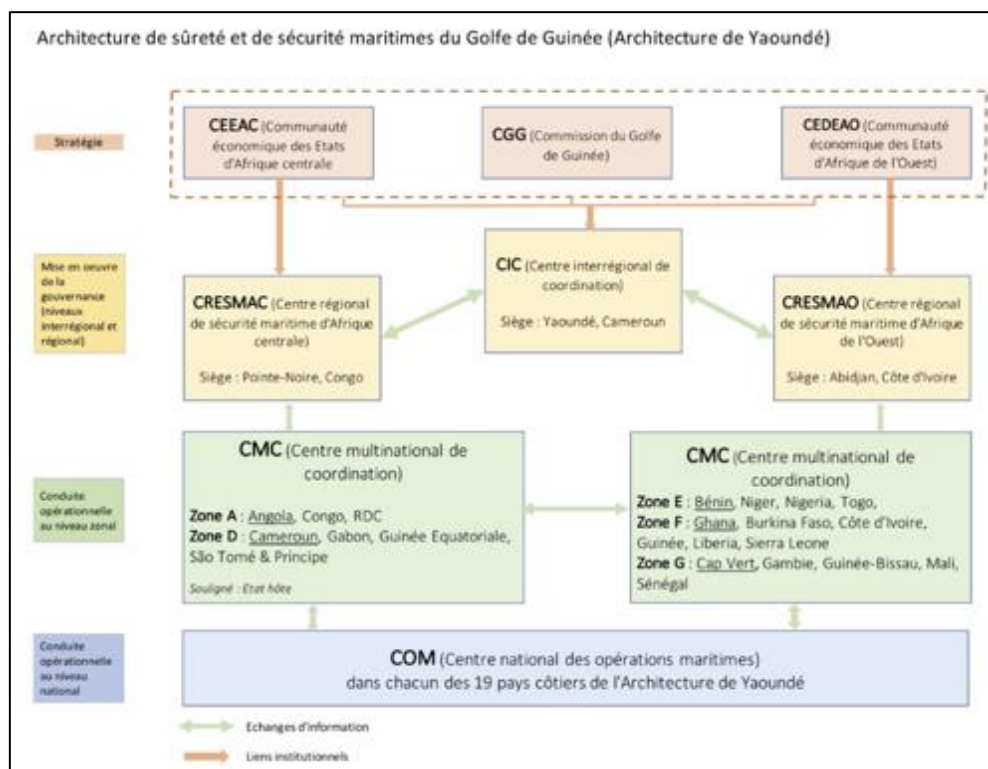 Architecture de sûreté et de sécurité maritimes du Golfe de Guinée (Architecture de Yaoundé)
Stratégie
CEEAC (Communauté
économique des Etats
d'Afrique centrale
CGG (Commission du Golfe
de Guinée)
CEDEAO (Communauté
économique des Etats
d'Afrique de l'Ouest)
Mise en oeuvre
de la
gouvernance
(niveaux
interrégional et
régional)
CRESMAC (Centre régional
de sécurité maritime d'Afrique
centrale)
Siège : Pointe-Noire, Congo
CIC (Centre interrégional de
coordination)
Siège : Yaoundé, Cameroun
CRESMAO (Centre régional
de sécurité maritime d'Afrique
de l'Ouest)
Siège : Abidjan, Côte d'Ivoire
Conduite
opérationnelle
au niveau zonal
CMC (Centre multinational de
coordination)
Zone A : Angola, Congo, RDC
Zone D : Cameroun, Gabon, Guinée Equatoriale,
São Tomé & Principe
Souligné : Etat hôte
CMC (Centre multinational de
coordination)
Zone E : Bénin, Niger, Nigeria, Togo,
Zone F : Ghana, Burkina Faso, Côte d'Ivoire,
Guinée, Liberia, Sierra Leone
Zone G : Cap Vert, Gambie, Guinée-Bissau, Mali,
Sénégal
Conduite
opérationnelle
au niveau
national
COM (Centre national des opérations maritimes)
dans chacun des 19 pays côtiers de l'Architecture de Yaoundé
Echanges d'information
Liens institutionnels